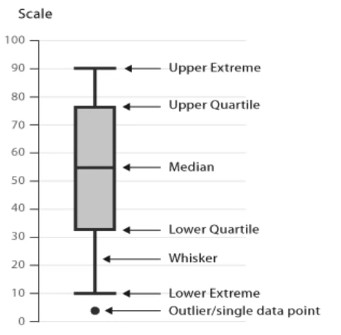 Scale
100
90
Upper Extreme
80
Upper Quartile
70
60
Median
50
40
Lower Quartile
30
Whisker
20
10
Lower Extreme
Outlier/single data point
0